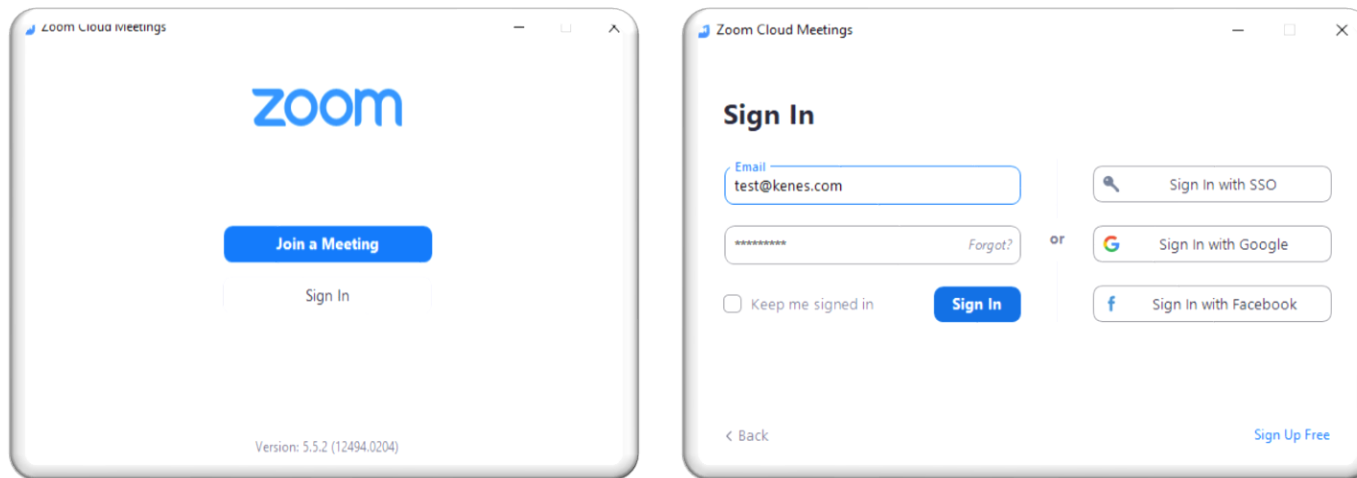 Zoom Cloud Meetings
zoom
Join a Meeting
Sign In
Version: 5.5.2 (12494.0204)
Zoom Cloud Meetings
Sign In
Email
test@kenes.com
********* Forgot?
Keep me signed in Sign In
or
Sign In with SSO
Sign In with Google
Sign In with Facebook
< Back
Sign Up Free